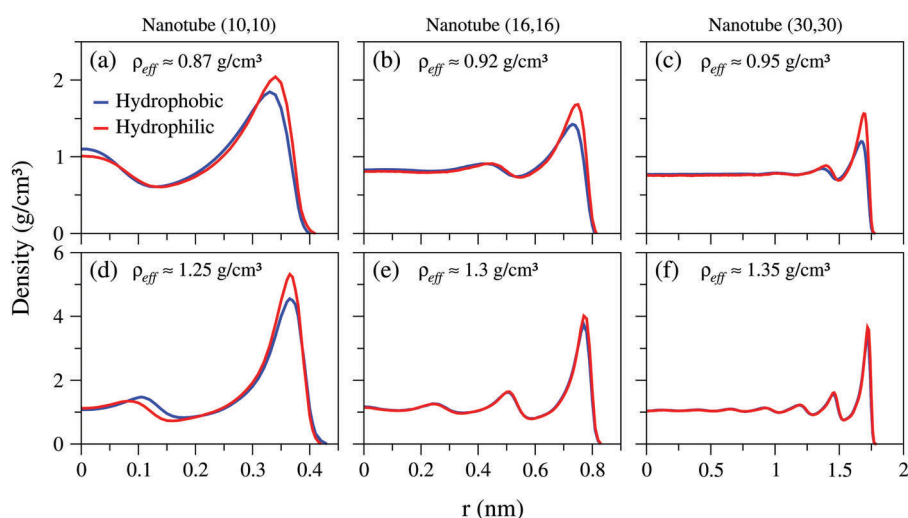 Nanotube (10,10) Nanotube (16,16) Nanotube (30,30)
(a) ρeff ≈ 0.87 g/cm³
(b) ρeff ≈ 0.92 g/cm³
(c) ρeff ≈ 0.95 g/cm³
Hydrophobic
Hydrophilic
2
1
0
(d) ρeff ≈ 1.25 g/cm³
(e) ρeff ≈ 1.3 g/cm³
(f) ρeff ≈ 1.35 g/cm³
6
4
2
0
Density (g/cm³)
0 0.1 0.2 0.3 0.4
0 0.2 0.4 0.6 0.8
0 0.5 1 1.5 2
r (nm)